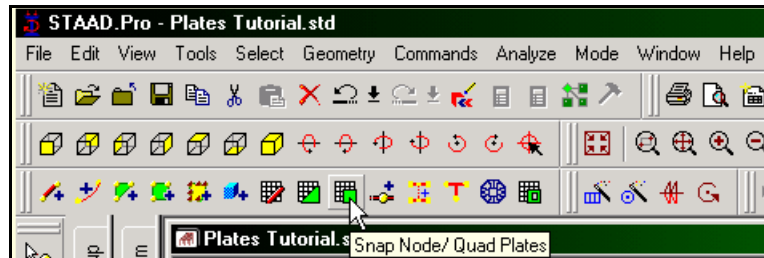 STAAD.Pro - Plates Tutorial.std
File Edit View Tools Select Geometry Commands Analyze Mode Window Help
Plates Tutorial.s
Snap Node/ Quad Plates